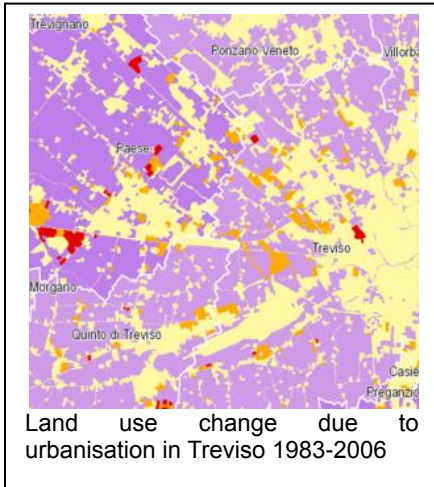 Trevignano
Ponzano Veneto
Villorba
Paese
Treviso
Morgano
Quinto di Treviso
Casie
Preganzio
Land use change due to
urbanisation in Treviso 1983-2006